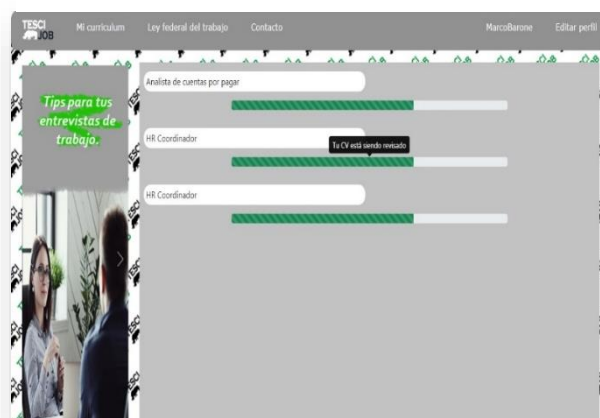 TESCI
JOB
Mi curriculum
Ley federal del trabajo
Contacto
MarcoBarone
Editar perfil
Tips para tus
entrevistas de
trabajo.
Analista de cuentas por pagar
HR Coordinador
Tu CV está siendo revisado
HR Coordinador